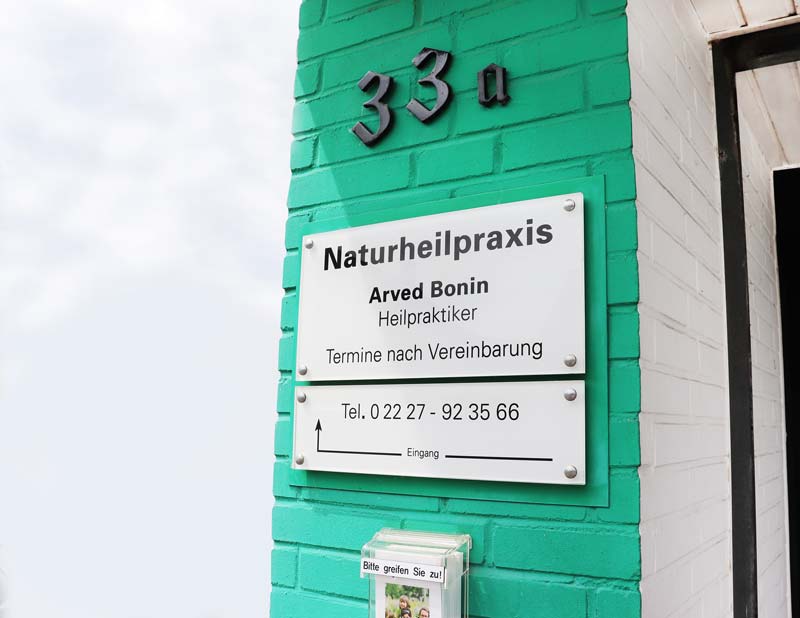 33 a
Naturheilpraxis
Arved Bonin
Heilpraktiker
Termine nach Vereinbarung
Tel. 0 22 27 - 92 35 66
Eingang
Bitte greifen Sie zu!